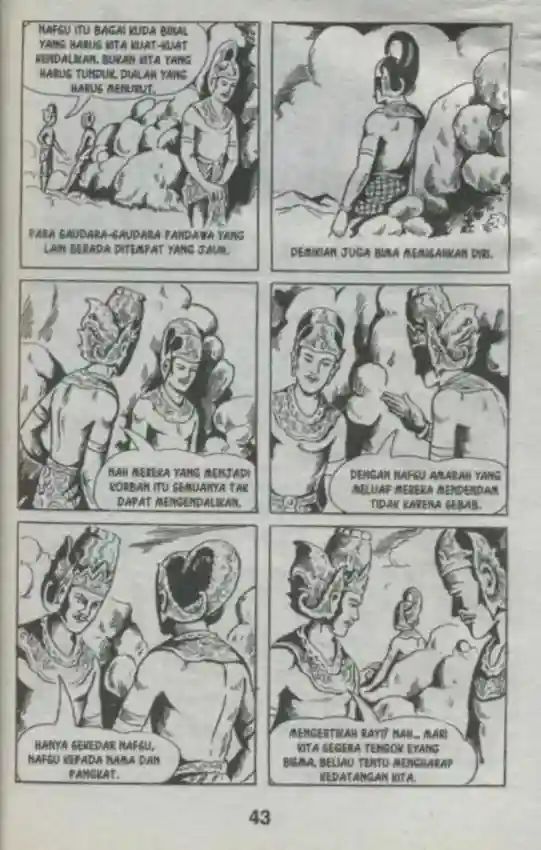 NAFSU ITU BAGAI KUDA BINAL
YANG HARUS KITA KUAT-KUAT
KENDALIKAN. BUKAN KITA YANG
HARUS TUNDUK. DIALAH YANG
HARUS MENURUT.
PARA SAUDARA-SAUDARA PANDAWA YANG
LAIN BERADA DITEMPAT YANG JAUH.
DEMIKIAN JUGA BIMA MEMISAHKAN DIRI.
NAH MEREKA YANG MENJADI
KORBAN ITU SEMUANYA TAK
DAPAT MENGENDALIKAN.
DENGAN NAFSU AMARAH YANG
MELUAP MEREKA MENDENDAM
TIDAK KARENA SEBAB.
HANYA SEKEDAR NAFSU,
NAFSU KEPADA NAMA DAN
PANGKAT.
MENGERTIKAH RAYI? NAH... MARI
KITA SEGERA TENGOK EYANG
BISMA, BELIAU TENTU MENGHARAP
KEDATANGAN KITA.
43